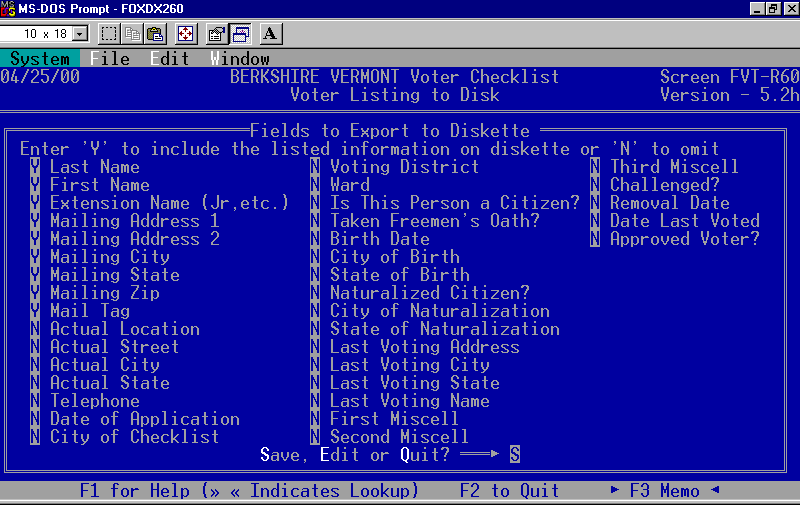 MS-DOS Prompt - FOXDX260
10 x 18
System File Edit Window
04/25/00 BERKSHIRE VERMONT Voter Checklist Screen FVT-R60
Voter Listing to Disk Version - 5.2h
Fields to Export to Diskette
Enter 'Y' to include the listed information on diskette or 'N' to omit
Y Last Name N Voting District N Third Miscell
Y First Name N Ward N Challenged?
Y Extension Name (Jr,etc.) N Is This Person a Citizen? N Removal Date
Y Mailing Address 1 N Taken Freemen's Oath? N Date Last Voted
Y Mailing Address 2 N Birth Date N Approved Voter?
Y Mailing City N City of Birth
Y Mailing State N State of Birth
Y Mailing Zip N Naturalized Citizen?
Y Mail Tag N City of Naturalization
N Actual Location N State of Naturalization
N Actual Street N Last Voting Address
N Actual City N Last Voting City
N Actual State N Last Voting State
N Telephone N Last Voting Name
N Date of Application N First Miscell
N City of Checklist N Second Miscell
Save, Edit or Quit? ══► S
F1 for Help (» « Indicates Lookup) F2 to Quit ► F3 Memo ◄